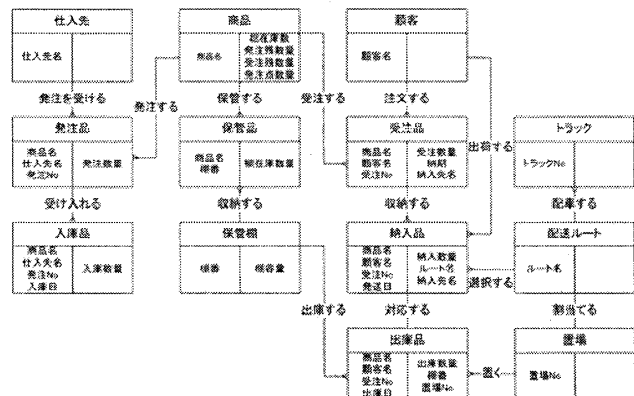 仕入先
仕入先名
商品
商品名
総在庫数
発注残数量
受注残数量
発注点数量
顧客
顧客名
発注を受ける
発注する
保管する
受注する
注文する
発注品
商品名
仕入先名
発注No
発注数量
保管品
商品名
棚番
棚在庫数量
受注品
商品名
顧客名
受注No
受注数量
納期
納入先名
出荷する
トラック
トラックNo
受け入れる
収納する
収納する
配車する
入庫品
商品名
仕入先名
発注No
入庫日
入庫数量
保管棚
棚番
棚容量
納入品
商品名
顧客名
受注No
発送日
納入数量
ルート名
納入先名
選択する
配送ルート
ルート名
出庫する
対応する
割当てる
出庫品
商品名
顧客名
受注No
出庫日
出庫数量
棚番
置場No
置く
置場
置場No